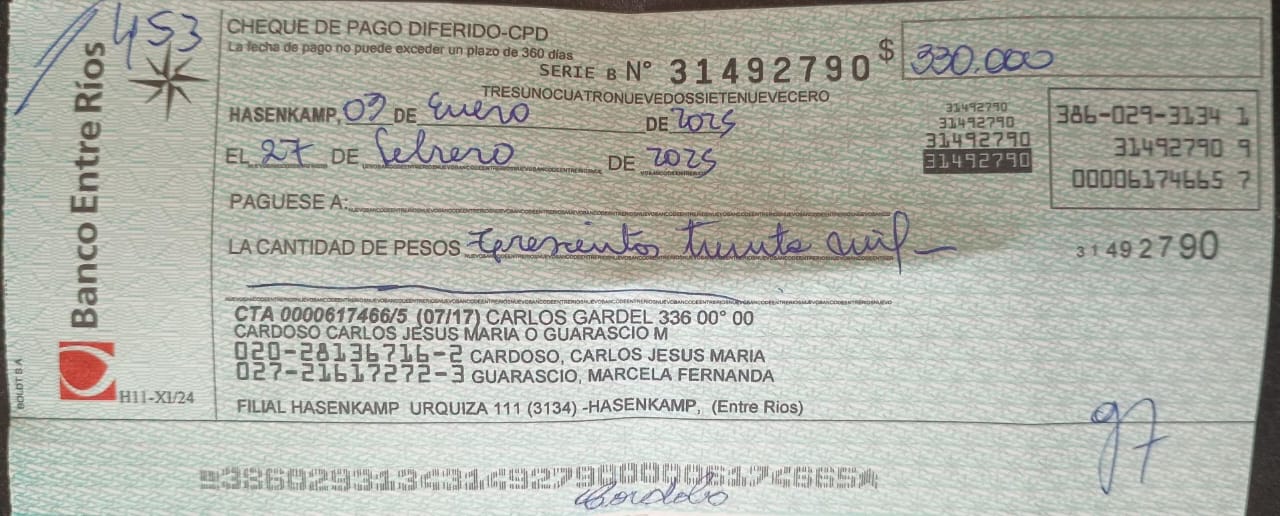 453
Banco Entre Ríos
BOLDT S.A
H11-XI/24
CHEQUE DE PAGO DIFERIDO-CPD
La fecha de pago no puede exceder un plazo de 360 días
SERIE B N° 31492790 $ 330.000
TRESUNOCUATRONUEVEDOSSIETENUEVECERO
HASENKAMP, 03 DE Enero DE 2025
EL 27 DE Febrero DE 2025
31492790
31492790
31492790
31492790
386-029-3134 1
31492790 9
00006174665 7
PAGUESE A:
LA CANTIDAD DE PESOS trescientos treinta mil
31492790
CTA 0000617466/5 (07/17) CARLOS GARDEL 336 00° 00
CARDOSO CARLOS JESUS MARIA O GUARASCIO M
020-28136716-2 CARDOSO, CARLOS JESUS MARIA
027-21617272-3 GUARASCIO, MARCELA FERNANDA
FILIAL HASENKAMP URQUIZA 111 (3134) -HASENKAMP, (Entre Rios)
97
38602931343149279000006174665
Cordoba